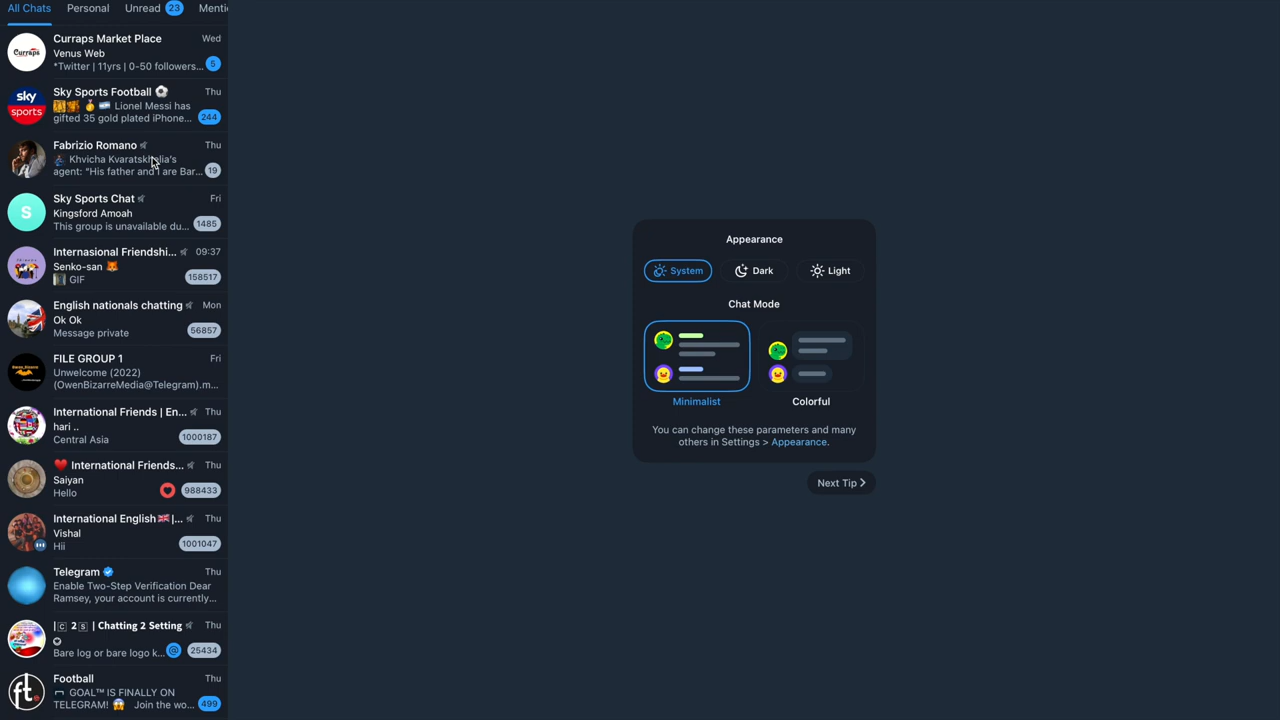 All Chats Personal Unread 23 Menti
Curraps Market Place Wed
Venus Web
*Twitter | 11yrs | 0-50 followers... 5
Curraps
Sky Sports Football ⚽ Thu
Lionel Messi has
gifted 35 gold plated iPhone... 244
sky
sports
Fabrizio Romano Thu
Khvicha Kvaratskhelia's
agent: “His father and I are Bar... 19
Sky Sports Chat Fri
Kingsford Amoah
This group is unavailable du... 1485
S
Internasional Friendshi... 09:37
Senko-san 🦊
GIF 158517
English nationals chatting Mon
Ok Ok
Message private 56857
FILE GROUP 1 Fri
Unwelcome (2022)
(OwenBizarreMedia@Telegram).m...
International Friends | En... Thu
hari ..
Central Asia 1000187
❤️ International Friends... Thu
Saiyan
Hello 988433
International English🇬🇧|... Thu
Vishal
Hii 1001047
Telegram Thu
Enable Two-Step Verification Dear
Ramsey, your account is currently...
|🄲 2🅂 | Chatting 2 Setting Thu
Bare log or bare logo k... @ 25434
Football Thu
GOAL™ IS FINALLY ON
TELEGRAM! 😱 Join the wo... 499
ft.
Appearance
System Dark Light
Chat Mode
Minimalist Colorful
You can change these parameters and many
others in Settings > Appearance.
Next Tip >